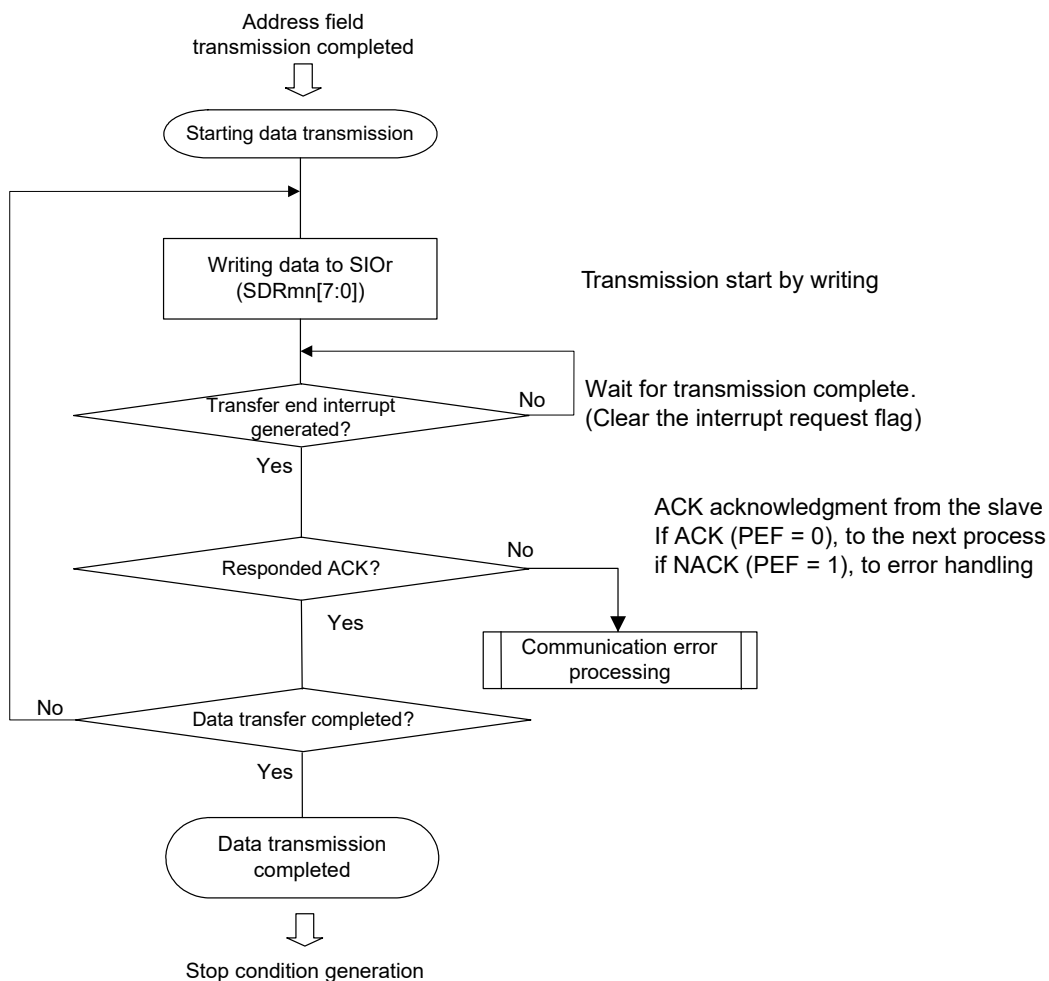 Address field
transmission completed
Starting data transmission
Writing data to SIOr
(SDRmn[7:0])
Transmission start by writing
Transfer end interrupt
generated?
No
Wait for transmission complete.
(Clear the interrupt request flag)
Yes
ACK acknowledgment from the slave
If ACK (PEF = 0), to the next process
if NACK (PEF = 1), to error handling
Responded ACK?
No
Yes
Communication error
processing
No
Data transfer completed?
Yes
Data transmission
completed
Stop condition generation